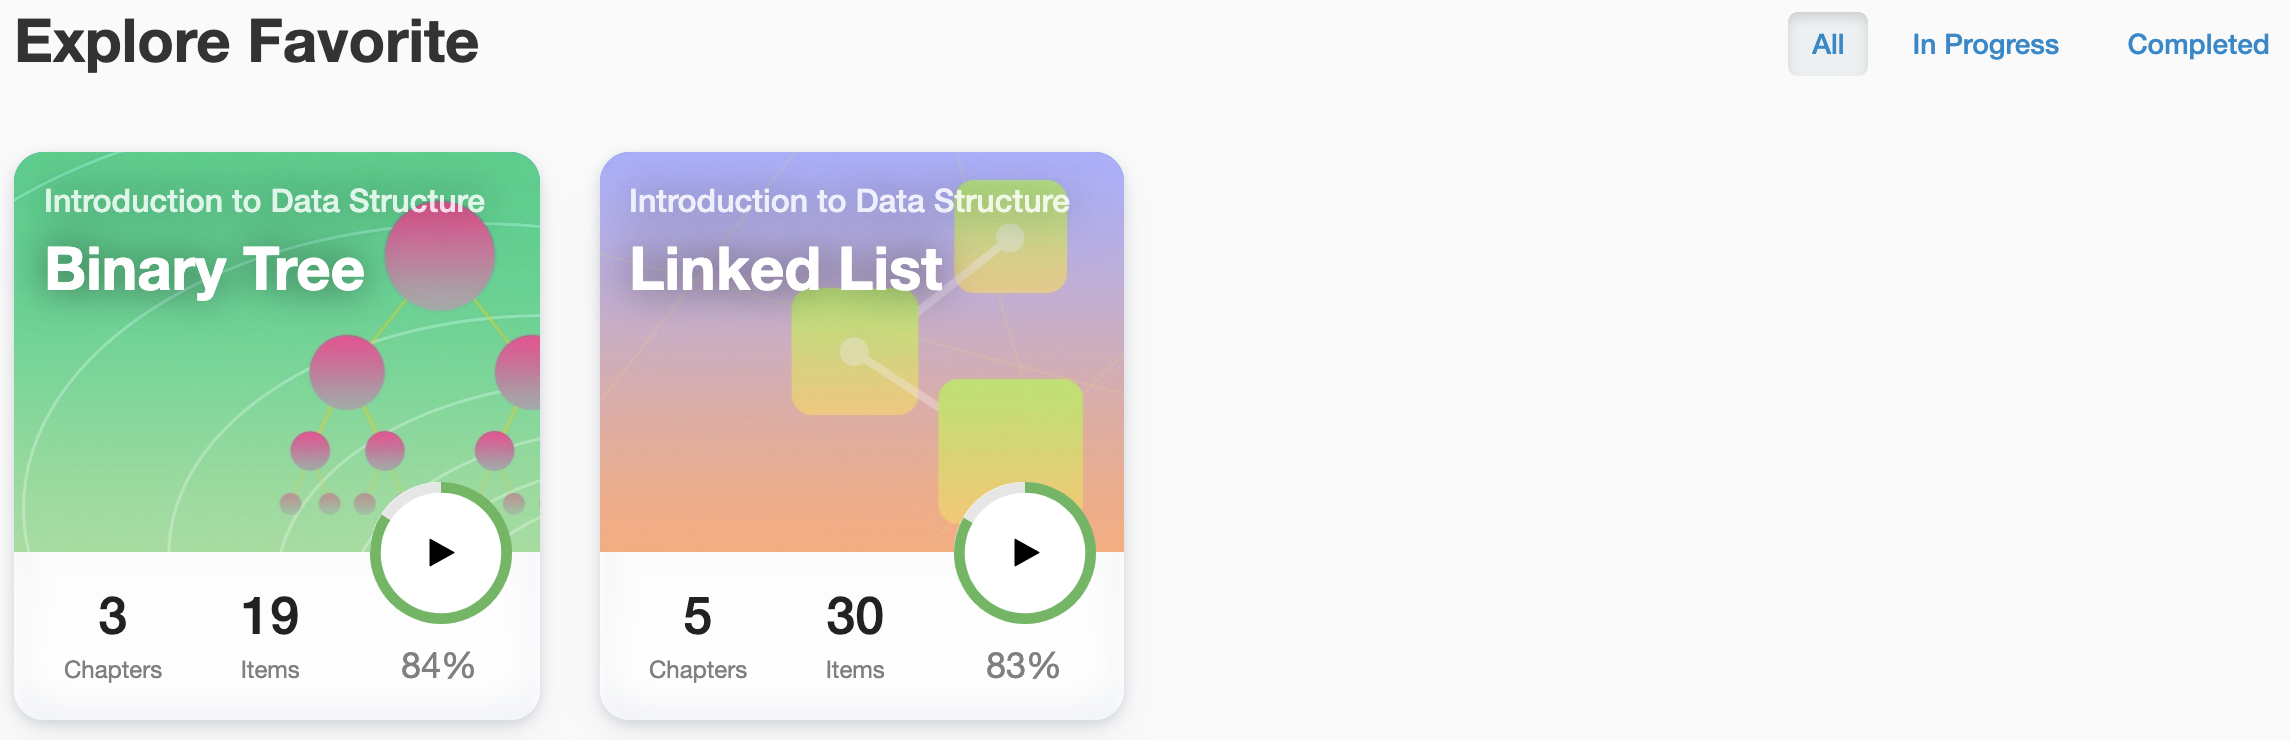 Explore Favorite
All In Progress Completed
Introduction to Data Structure
Binary Tree
3 19
Chapters Items 84%
Introduction to Data Structure
Linked List
5 30
Chapters Items 83%